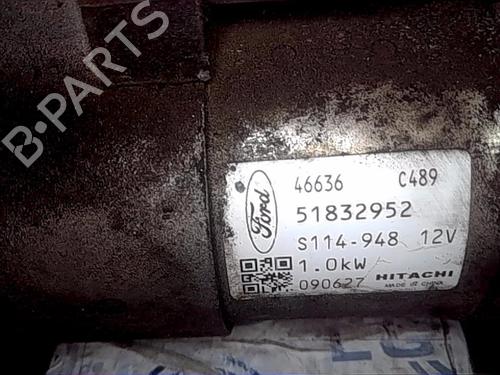 B-PARTS
Ford
46636 C489
51832952
S114-948 12V
1.0kW
090627 HITACHI
MADE IN CHINA